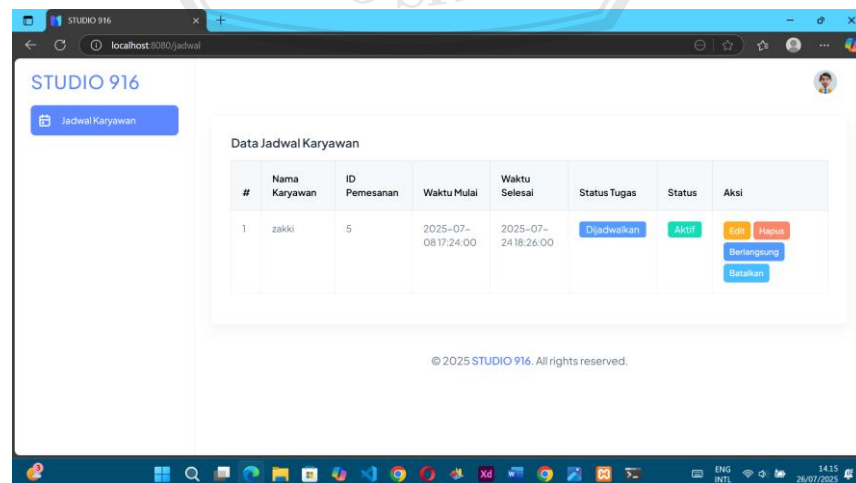 STUDIO 916
localhost:8080/jadwal
STUDIO 916
Jadwal Karyawan
Data Jadwal Karyawan
# Nama Karyawan ID Pemesanan Waktu Mulai Waktu Selesai Status Tugas Status Aksi
1 zakki 5 2025-07-08 17:24:00 2025-07-24 18:26:00 Dijadwalkan Aktif Edit Hapus
Berlangsung
Batalkan
© 2025 STUDIO 916. All rights reserved.
3
ENG
INTL
14.15
26/07/2025